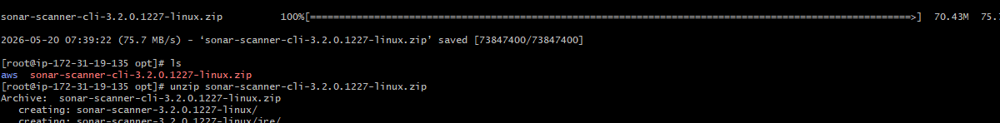 sonar-scanner-cli-3.2.0.1227-linux.zip 100%[=====================================================================================================>] 70.43M 75.
2026-05-20 07:39:22 (75.7 MB/s) - ‘sonar-scanner-cli-3.2.0.1227-linux.zip’ saved [73847400/73847400]
[root@ip-172-31-19-135 opt]# ls
aws sonar-scanner-cli-3.2.0.1227-linux.zip
[root@ip-172-31-19-135 opt]# unzip sonar-scanner-cli-3.2.0.1227-linux.zip
Archive: sonar-scanner-cli-3.2.0.1227-linux.zip
creating: sonar-scanner-3.2.0.1227-linux/
creating: sonar-scanner-3.2.0.1227-linux/jre/